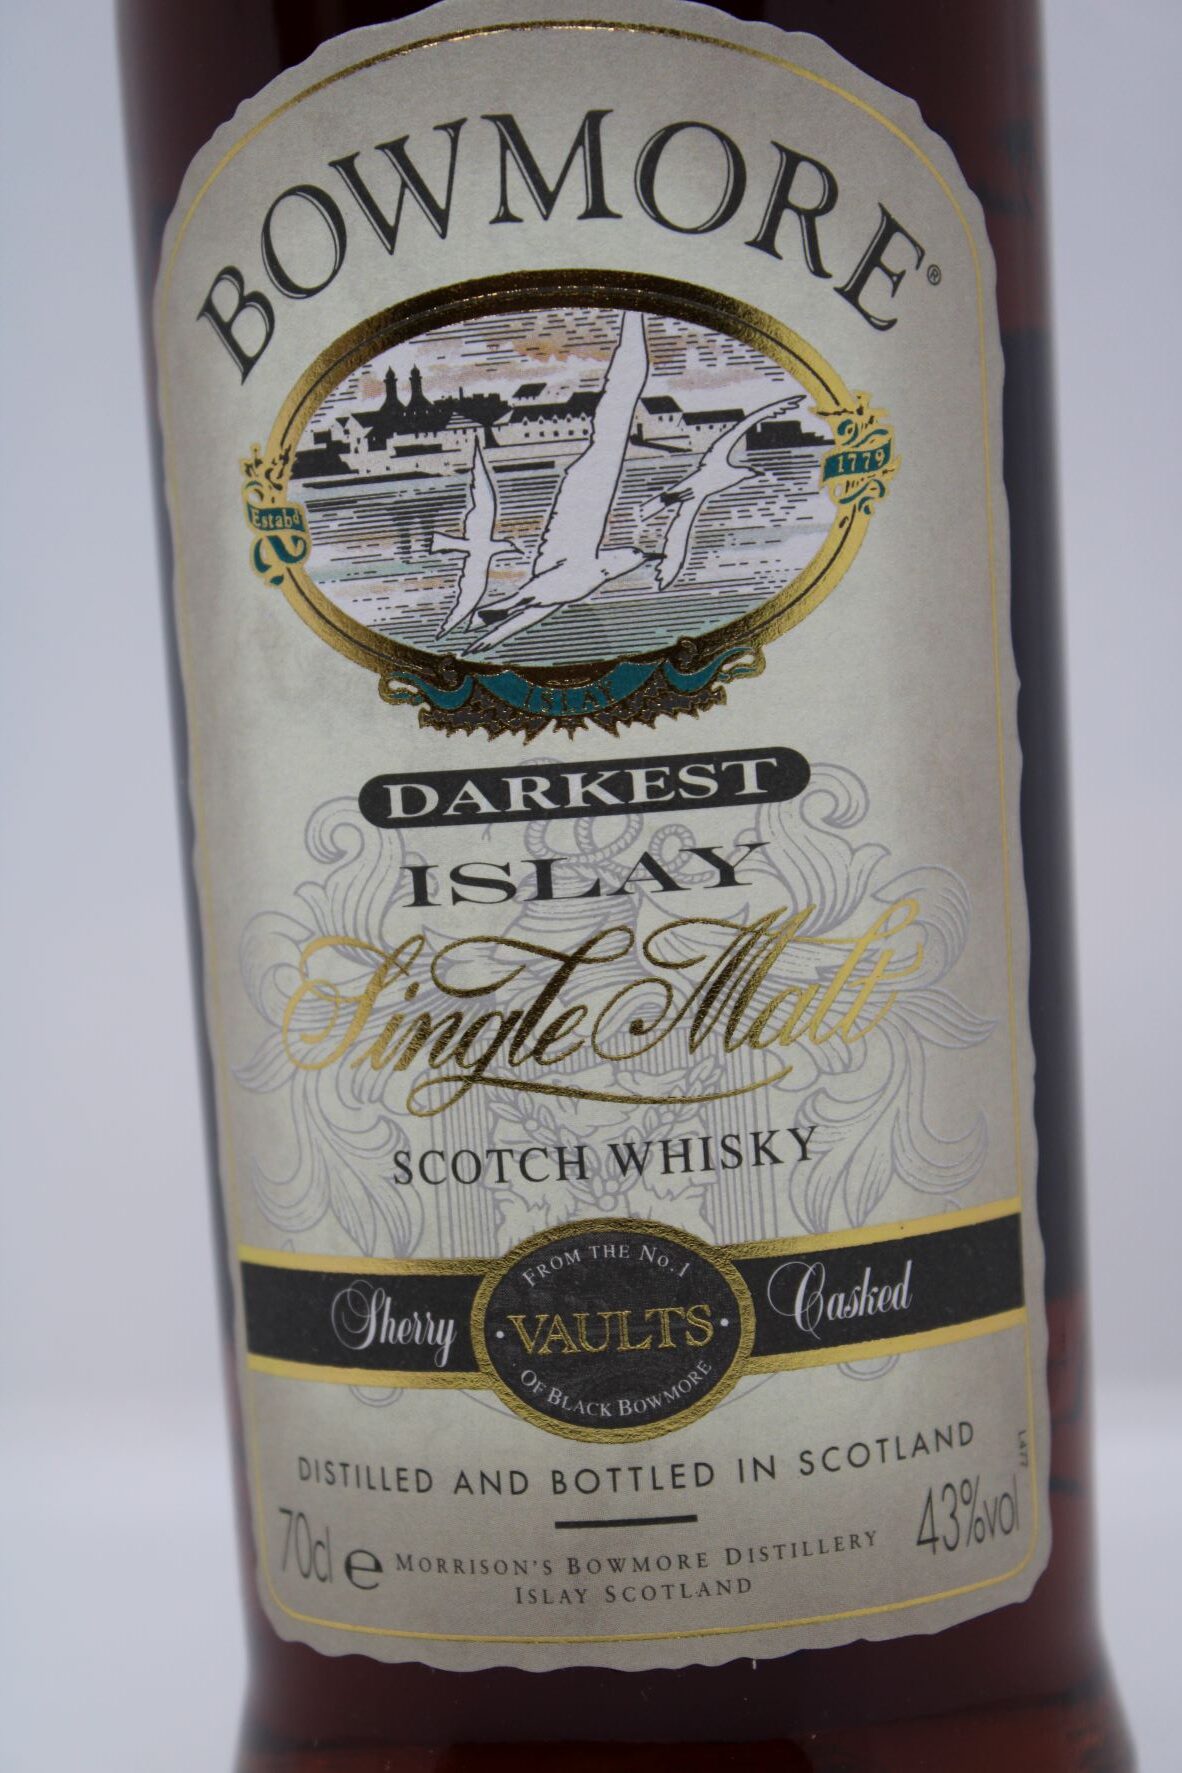 BOWMORE®
Estabd
1779
ISLAY
DARKEST
ISLAY
Single Malt
SCOTCH WHISKY
FROM THE No.1
Sherry · VAULTS · Casked
OF BLACK BOWMORE
DISTILLED AND BOTTLED IN SCOTLAND
70cl e MORRISON'S BOWMORE DISTILLERY 43%vol
ISLAY SCOTLAND